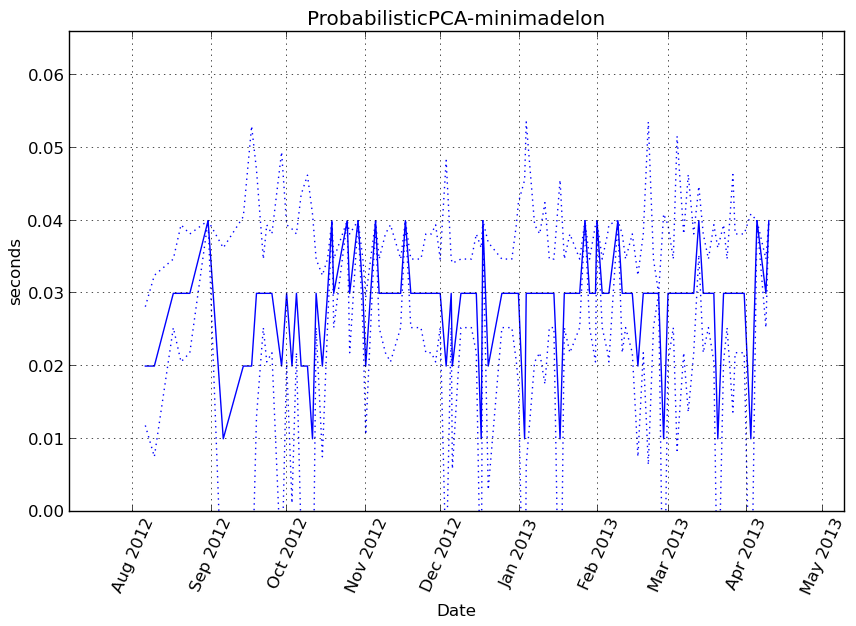 ProbabilisticPCA-minimadelon
0.06
0.05
0.04
0.03
0.02
0.01
0.00
seconds
Aug 2012
Sep 2012
Oct 2012
Nov 2012
Dec 2012
Jan 2013
Feb 2013
Mar 2013
Apr 2013
May 2013
Date